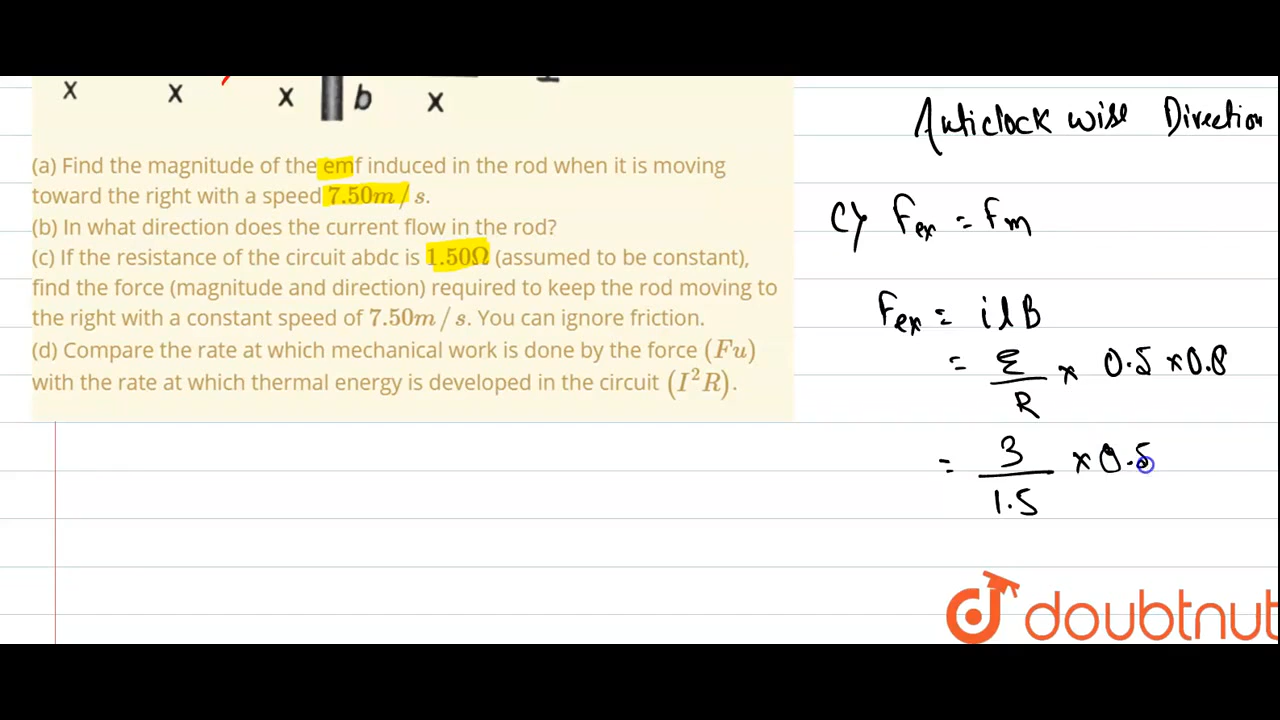 x x x b x
(a) Find the magnitude of the emf induced in the rod when it is moving
toward the right with a speed 7.50m/s.
(b) In what direction does the current flow in the rod?
(c) If the resistance of the circuit abdc is 1.50Ω (assumed to be constant),
find the force (magnitude and direction) required to keep the rod moving to
the right with a constant speed of 7.50m/s. You can ignore friction.
(d) Compare the rate at which mechanical work is done by the force (Fu)
with the rate at which thermal energy is developed in the circuit (I²R).
Anticlock wise Direction
c) Fex = Fm
Fex = ilB
= ε/R × 0.5 × 0.8
= 3/1.5 × 0.5
doubtnut